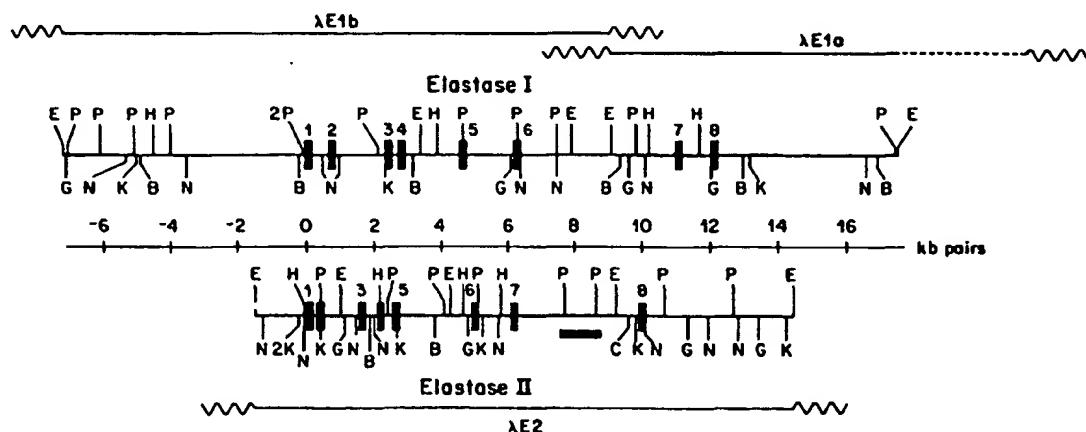 λE1b
λE1a
Elastase I
E P N P H P 2P 1 2 P 3 4 E H P 5 P 6 P E E P H 7 H 8 P E
G N K B N B N K B G N N B G N G B K N B
-6 -4 -2 0 2 4 6 8 10 12 14 16 kb pairs
E H 1 P E 3 H P 5 P E H 6 P H 7 P P E 8 P P E
N 2K N K G N B N K B G K N C K N G N N G K
Elastase II
λE2